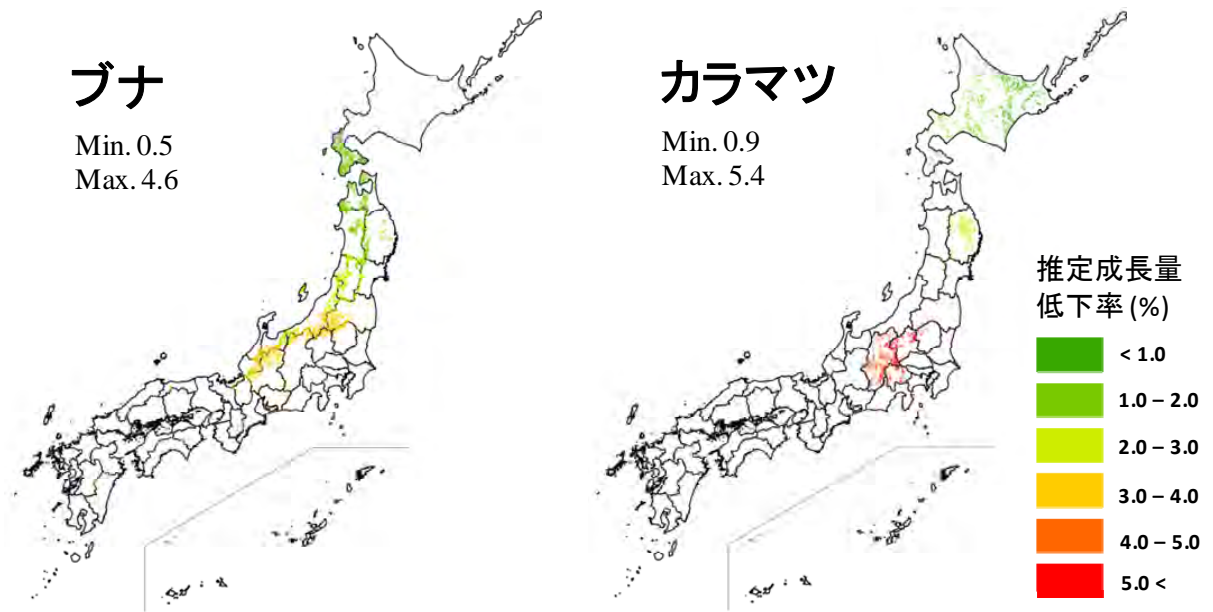 ブナ
Min. 0.5
Max. 4.6
カラマツ
Min. 0.9
Max. 5.4
推定成長量
低下率(%)
< 1.0
1.0 – 2.0
2.0 – 3.0
3.0 – 4.0
4.0 – 5.0
5.0 <